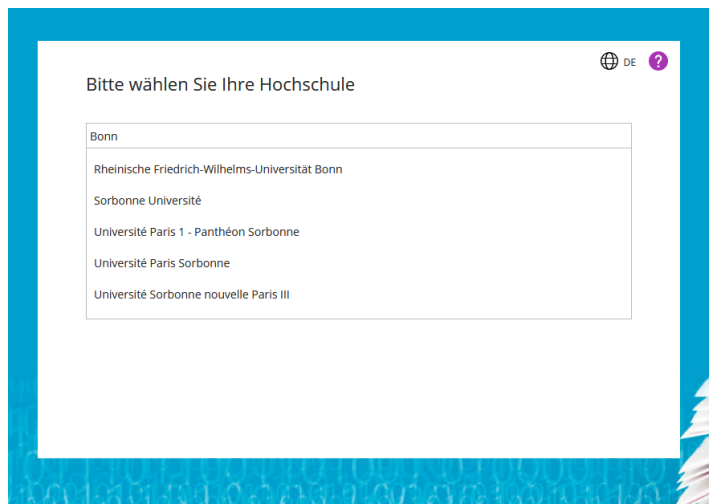 DE ?
Bitte wählen Sie Ihre Hochschule
Bonn
Rheinische Friedrich-Wilhelms-Universität Bonn
Sorbonne Université
Université Paris 1 - Panthéon Sorbonne
Université Paris Sorbonne
Université Sorbonne nouvelle Paris III